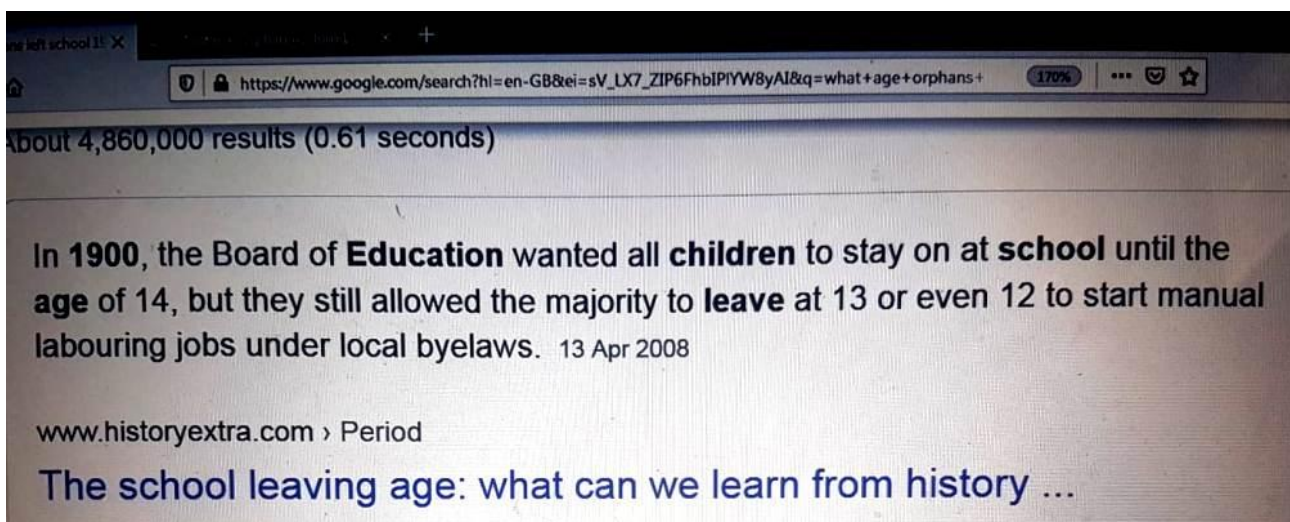 left school 19
https://www.google.com/search?hl=en-GB&ei=sV_LX7_ZIP6FhbIPlYW8yAI&q=what+age+orphans+ 170%
About 4,860,000 results (0.61 seconds)
In 1900, the Board of Education wanted all children to stay on at school until the
age of 14, but they still allowed the majority to leave at 13 or even 12 to start manual
labouring jobs under local byelaws. 13 Apr 2008
www.historyextra.com › Period
The school leaving age: what can we learn from history ...